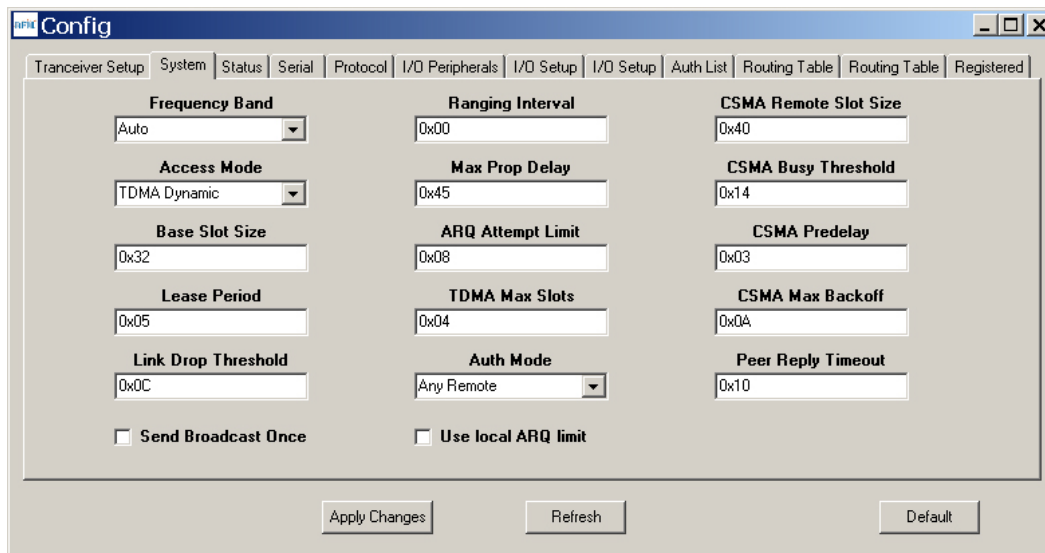 RFM Config
Tranceiver Setup System Status Serial Protocol I/O Peripherals I/O Setup I/O Setup Auth List Routing Table Routing Table Registered
Frequency Band Ranging Interval CSMA Remote Slot Size
Auto 0x00 0x40
Access Mode Max Prop Delay CSMA Busy Threshold
TDMA Dynamic 0x45 0x14
Base Slot Size ARQ Attempt Limit CSMA Predelay
0x32 0x08 0x03
Lease Period TDMA Max Slots CSMA Max Backoff
0x05 0x04 0x0A
Link Drop Threshold Auth Mode Peer Reply Timeout
0x0C Any Remote 0x10
Send Broadcast Once Use local ARQ limit
Apply Changes Refresh Default